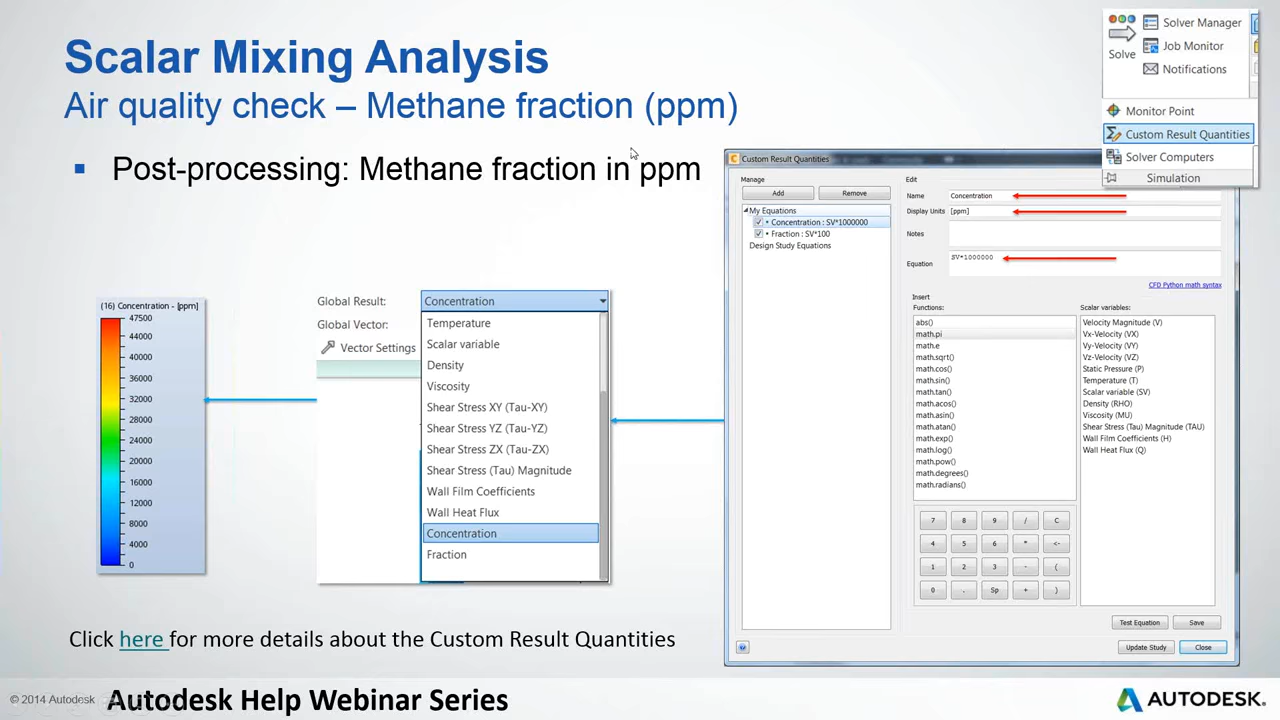 Scalar Mixing Analysis
Air quality check – Methane fraction (ppm)
▪ Post-processing: Methane fraction in ppm
Solve
Solver Manager
Job Monitor
Notifications
Monitor Point
Custom Result Quantities
Solver Computers
Simulation
(16) Concentration - [ppm]
47500
44000
40000
36000
32000
28000
24000
20000
16000
12000
8000
4000
0
Global Result: Concentration
Global Vector:
Vector Settings
Temperature
Scalar variable
Density
Viscosity
Shear Stress XY (Tau-XY)
Shear Stress YZ (Tau-YZ)
Shear Stress ZX (Tau-ZX)
Shear Stress (Tau) Magnitude
Wall Film Coefficients
Wall Heat Flux
Concentration
Fraction
Custom Result Quantities
Manage
Add Remove
My Equations
Concentration : SV*1000000
Fraction : SV*100
Design Study Equations
Edit
Name Concentration
Display Units [ppm]
Notes
Equation SV*1000000
CFD Python math syntax
Insert
Functions:
abs()
math.pi
math.e
math.sqrt()
math.cos()
math.sin()
math.tan()
math.acos()
math.asin()
math.atan()
math.exp()
math.log()
math.pow()
math.degrees()
math.radians()
Scalar variables:
Velocity Magnitude (V)
Vx-Velocity (VX)
Vy-Velocity (VY)
Vz-Velocity (VZ)
Static Pressure (P)
Temperature (T)
Scalar variable (SV)
Density (RHO)
Viscosity (MU)
Shear Stress (Tau) Magnitude (TAU)
Wall Film Coefficients (H)
Wall Heat Flux (Q)
7 8 9 / C
4 5 6 * <-
1 2 3 - (
0 . Sp + )
Test Equation Save
Update Study Close
Click here for more details about the Custom Result Quantities
© 2014 Autodesk
Autodesk Help Webinar Series
AUTODESK.